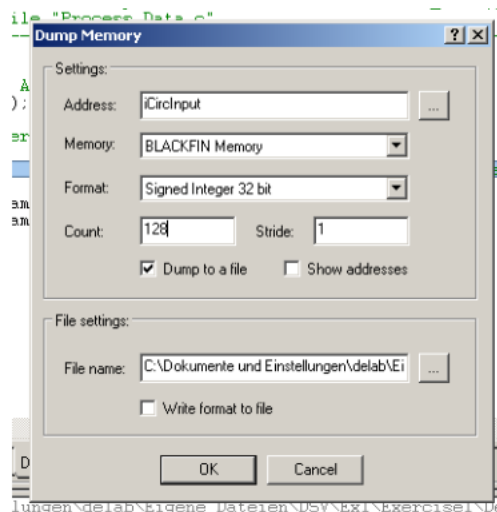 ile "Process Data.c"
Dump Memory
Settings:
Address: iCircInput ...
Memory: BLACKFIN Memory
Format: Signed Integer 32 bit
Count: 128 Stride: 1
Dump to a file Show addresses
File settings:
File name: C:\Dokumente und Einstellungen\delab\Ei ...
Write format to file
OK Cancel
lungen\delab\Eigene Dateien\DSV\Ex1\Exercise1\D